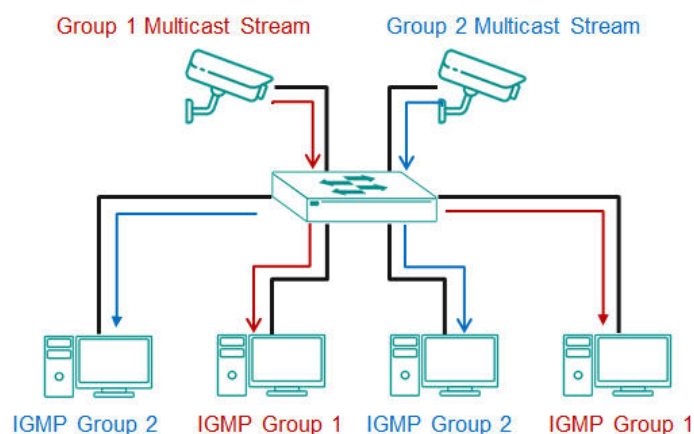 Group 1 Multicast Stream
Group 2 Multicast Stream
IGMP Group 2
IGMP Group 1
IGMP Group 2
IGMP Group 1